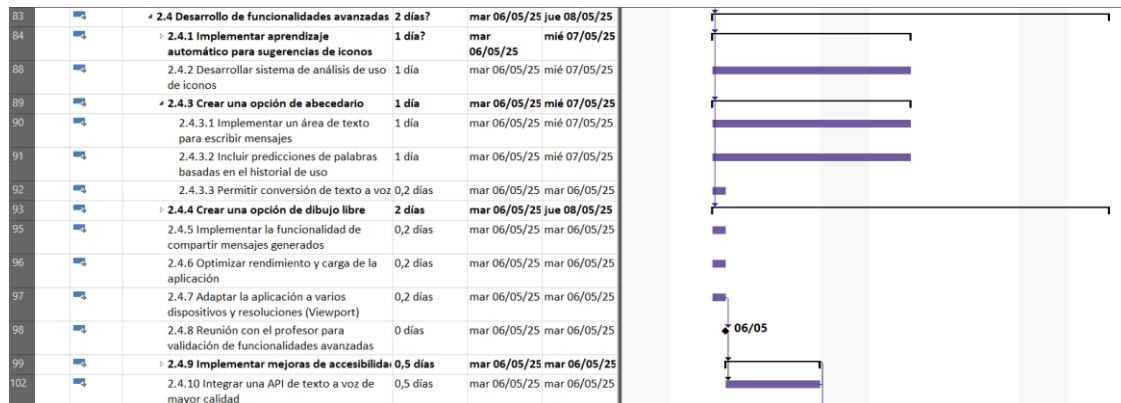 83 2.4 Desarrollo de funcionalidades avanzadas 2 días? mar 06/05/25 jue 08/05/25
84 2.4.1 Implementar aprendizaje 1 día? mar mié 07/05/25
automático para sugerencias de iconos 06/05/25
88 2.4.2 Desarrollar sistema de análisis de uso 1 día mar 06/05/25 mié 07/05/25
de iconos
89 2.4.3 Crear una opción de abecedario 1 día mar 06/05/25 mié 07/05/25
90 2.4.3.1 Implementar un área de texto 1 día mar 06/05/25 mié 07/05/25
para escribir mensajes
91 2.4.3.2 Incluir predicciones de palabras 1 día mar 06/05/25 mié 07/05/25
basadas en el historial de uso
92 2.4.3.3 Permitir conversión de texto a voz 0,2 días mar 06/05/25 mar 06/05/25
93 2.4.4 Crear una opción de dibujo libre 2 días mar 06/05/25 jue 08/05/25
95 2.4.5 Implementar la funcionalidad de 0,2 días mar 06/05/25 mar 06/05/25
compartir mensajes generados
96 2.4.6 Optimizar rendimiento y carga de la 0,2 días mar 06/05/25 mar 06/05/25
aplicación
97 2.4.7 Adaptar la aplicación a varios 0,2 días mar 06/05/25 mar 06/05/25
dispositivos y resoluciones (Viewport)
98 2.4.8 Reunión con el profesor para 0 días mar 06/05/25 mar 06/05/25 06/05
validación de funcionalidades avanzadas
99 2.4.9 Implementar mejoras de accesibilida 0,5 días mar 06/05/25 mar 06/05/25
102 2.4.10 Integrar una API de texto a voz de 0,5 días mar 06/05/25 mar 06/05/25
mayor calidad